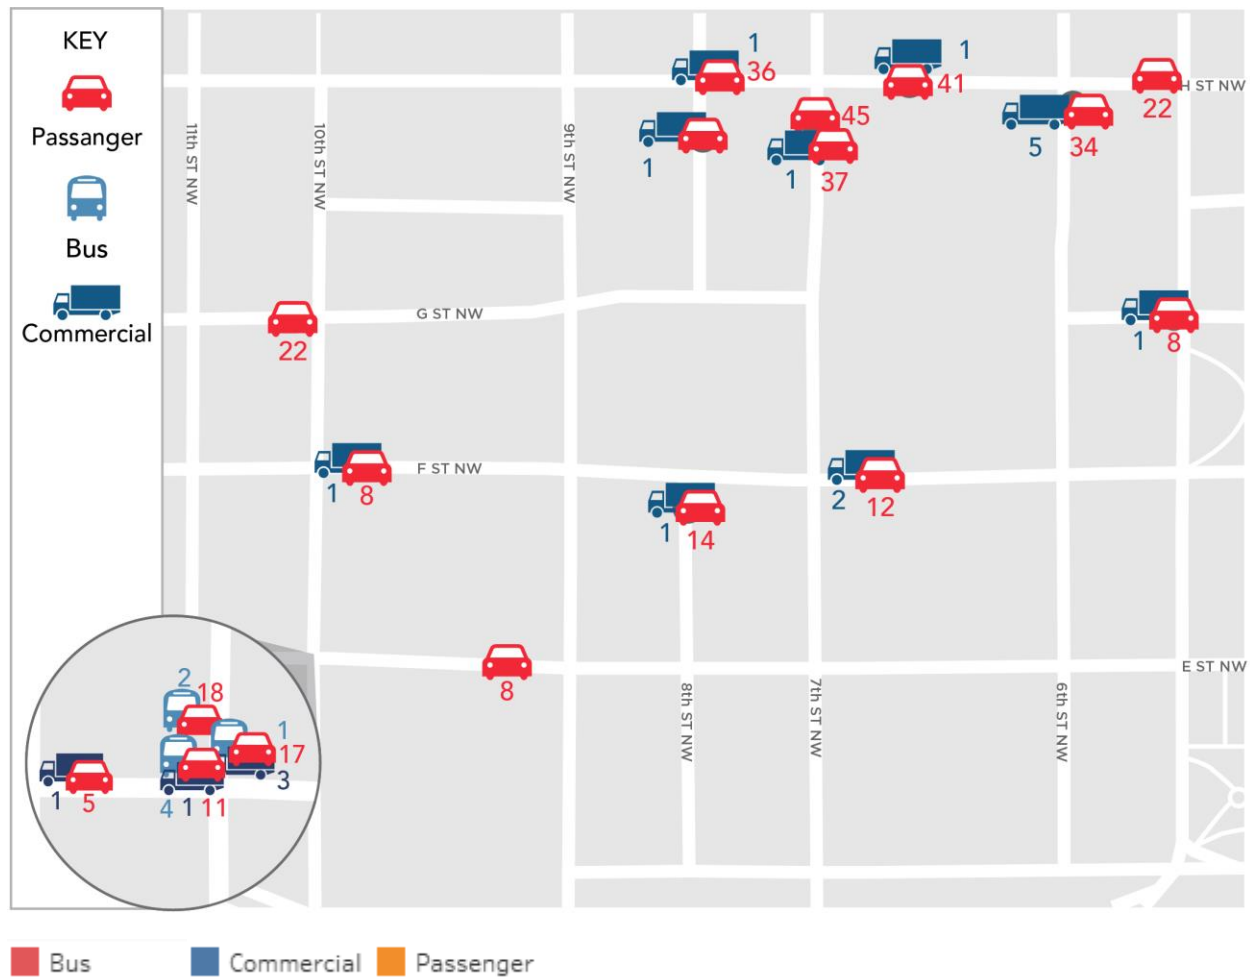 KEY
Passanger
Bus
Commercial
1
36
1
41
22
H ST NW
1
45
1
37
5
34
11th ST NW
10th ST NW
9th ST NW
G ST NW
22
1
8
F ST NW
1
8
2
12
1
14
8
E ST NW
8th ST NW
7th ST NW
6th ST NW
2
18
1
17
3
1
5
4
1
11
Bus
Commercial
Passenger